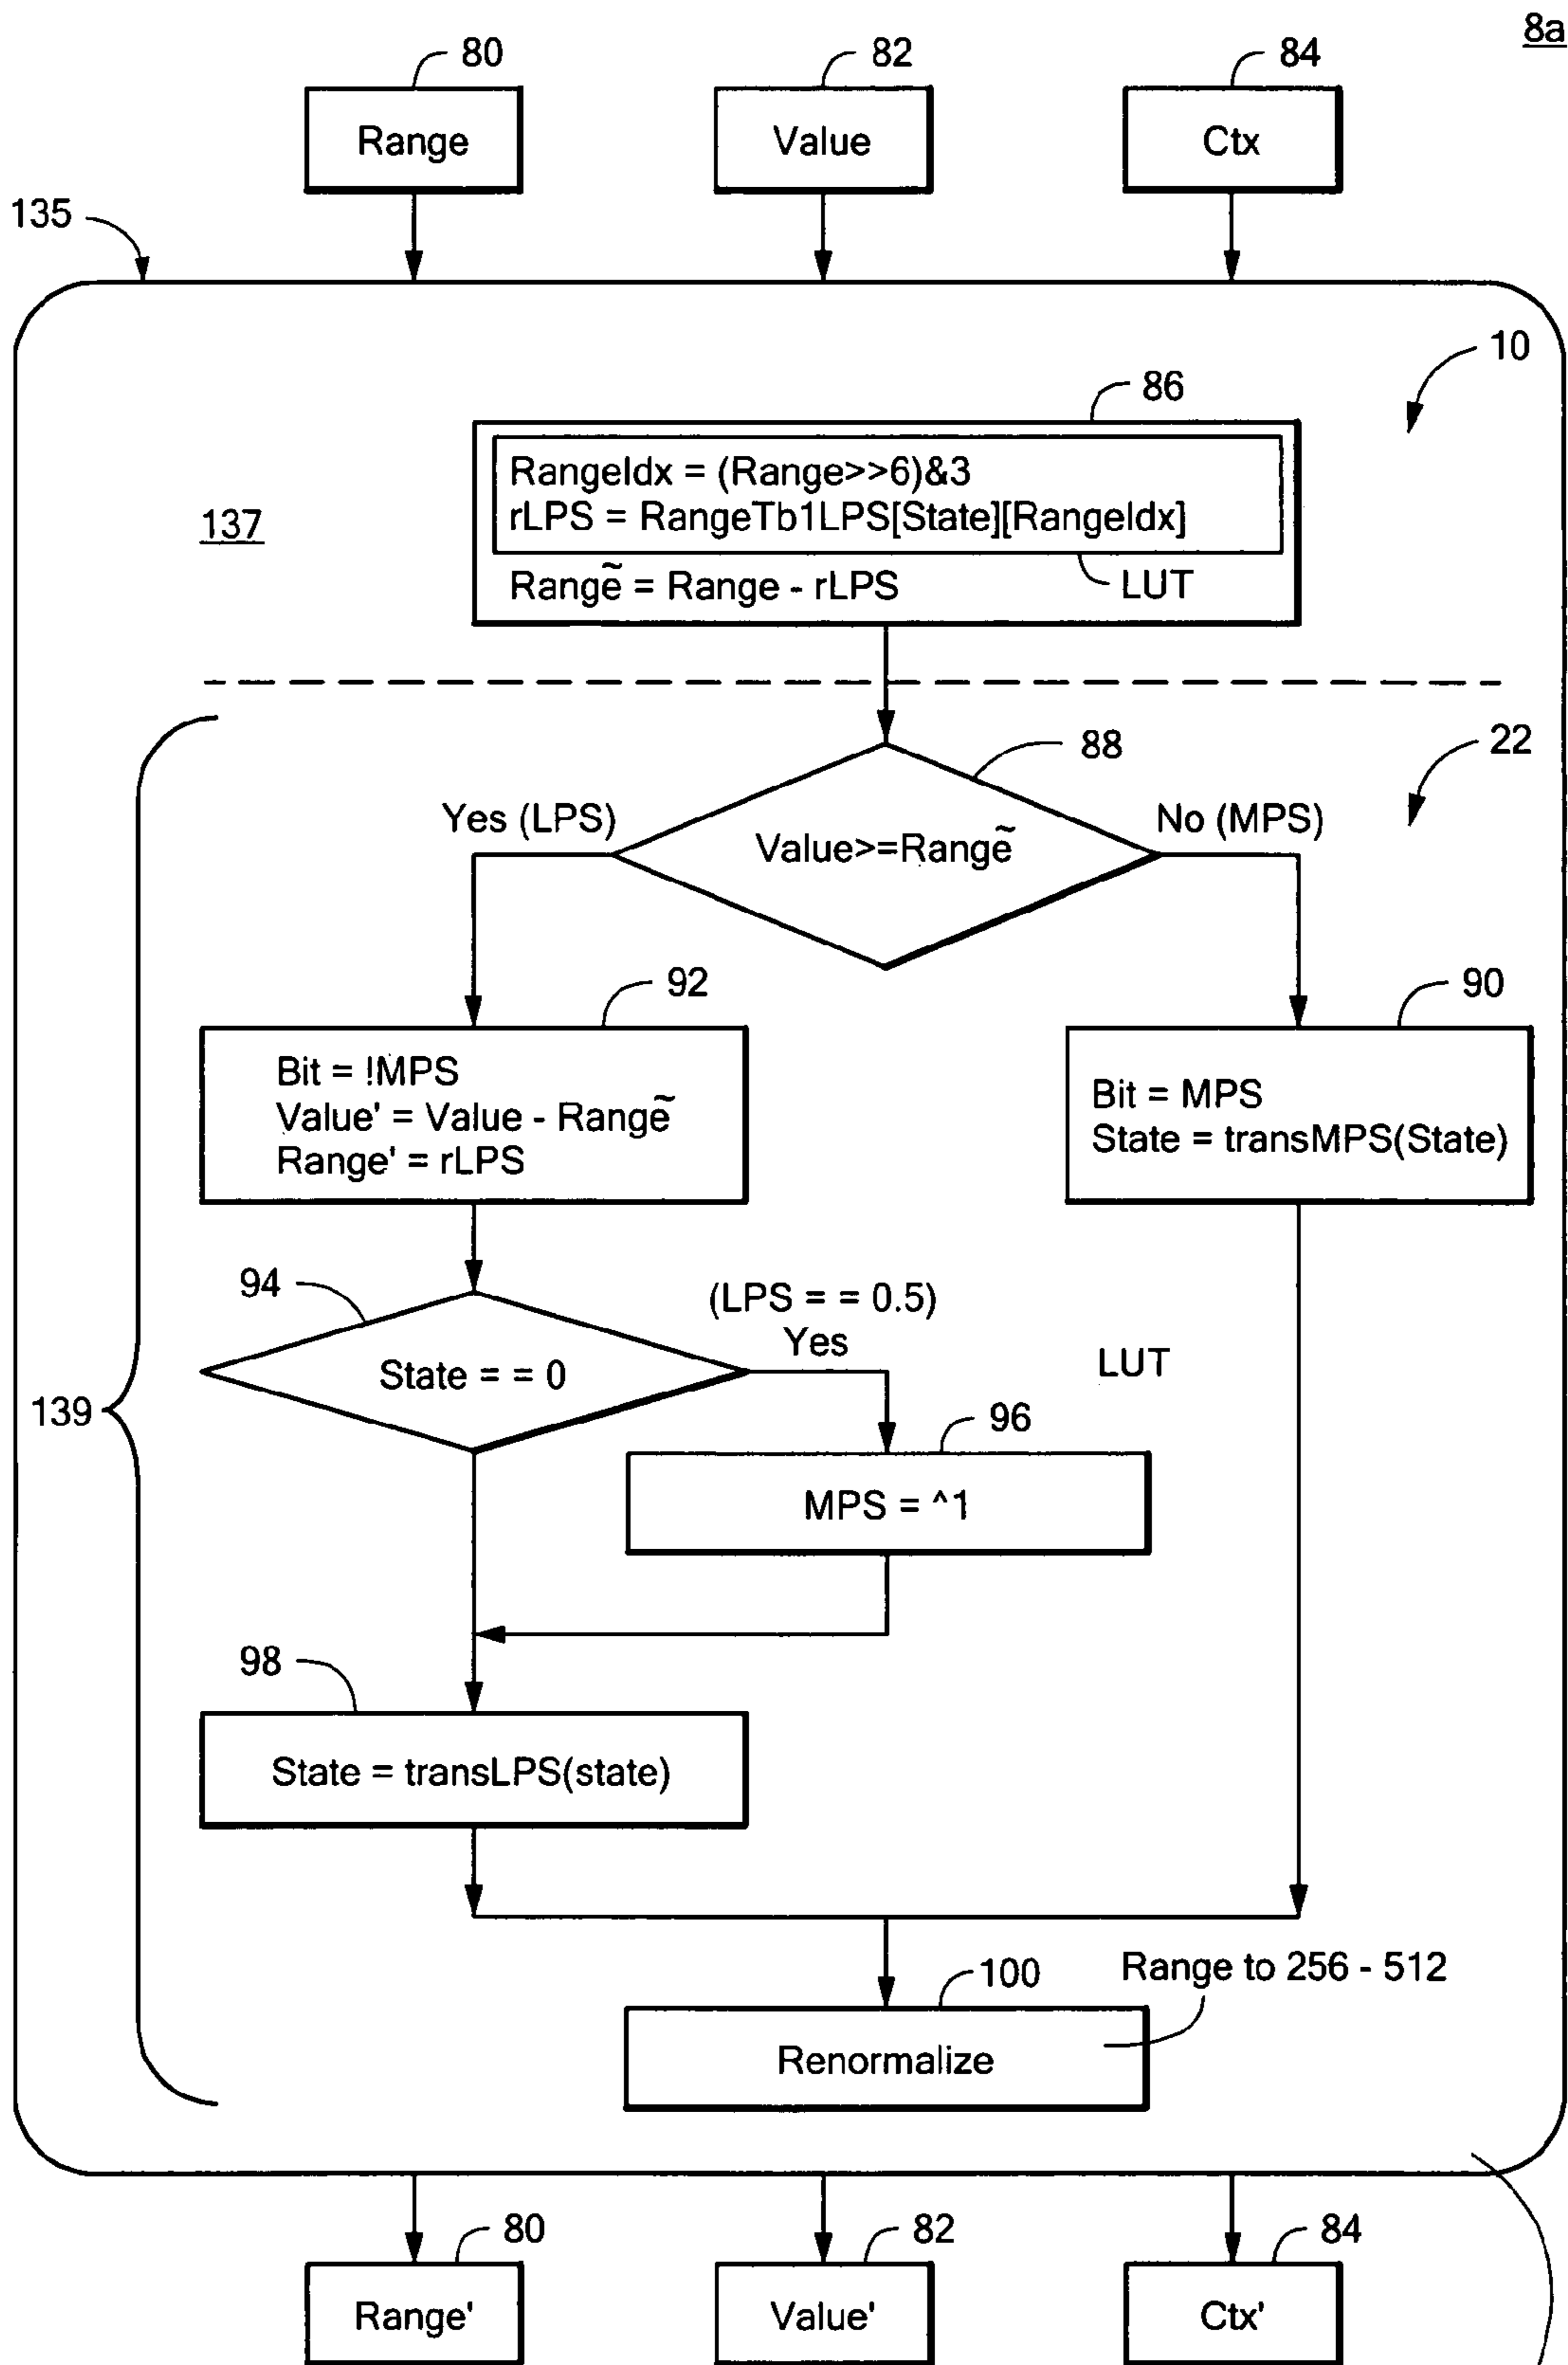 8a
80
82
84
Range
Value
Ctx
135
10
86
RangeIdx = (Range>>6)&3
rLPS = RangeTb1LPS[State][RangeIdx]
137
Rangẽ = Range - rLPS
LUT
88
22
Yes (LPS)
No (MPS)
Value>=Rangẽ
92
90
Bit = !MPS
Value' = Value - Rangẽ
Range' = rLPS
Bit = MPS
State = transMPS(State)
94
(LPS = = 0.5)
Yes
State = = 0
LUT
139
96
MPS = ^1
98
State = transLPS(state)
100
Range to 256 - 512
Renormalize
80
82
84
Range'
Value'
Ctx'